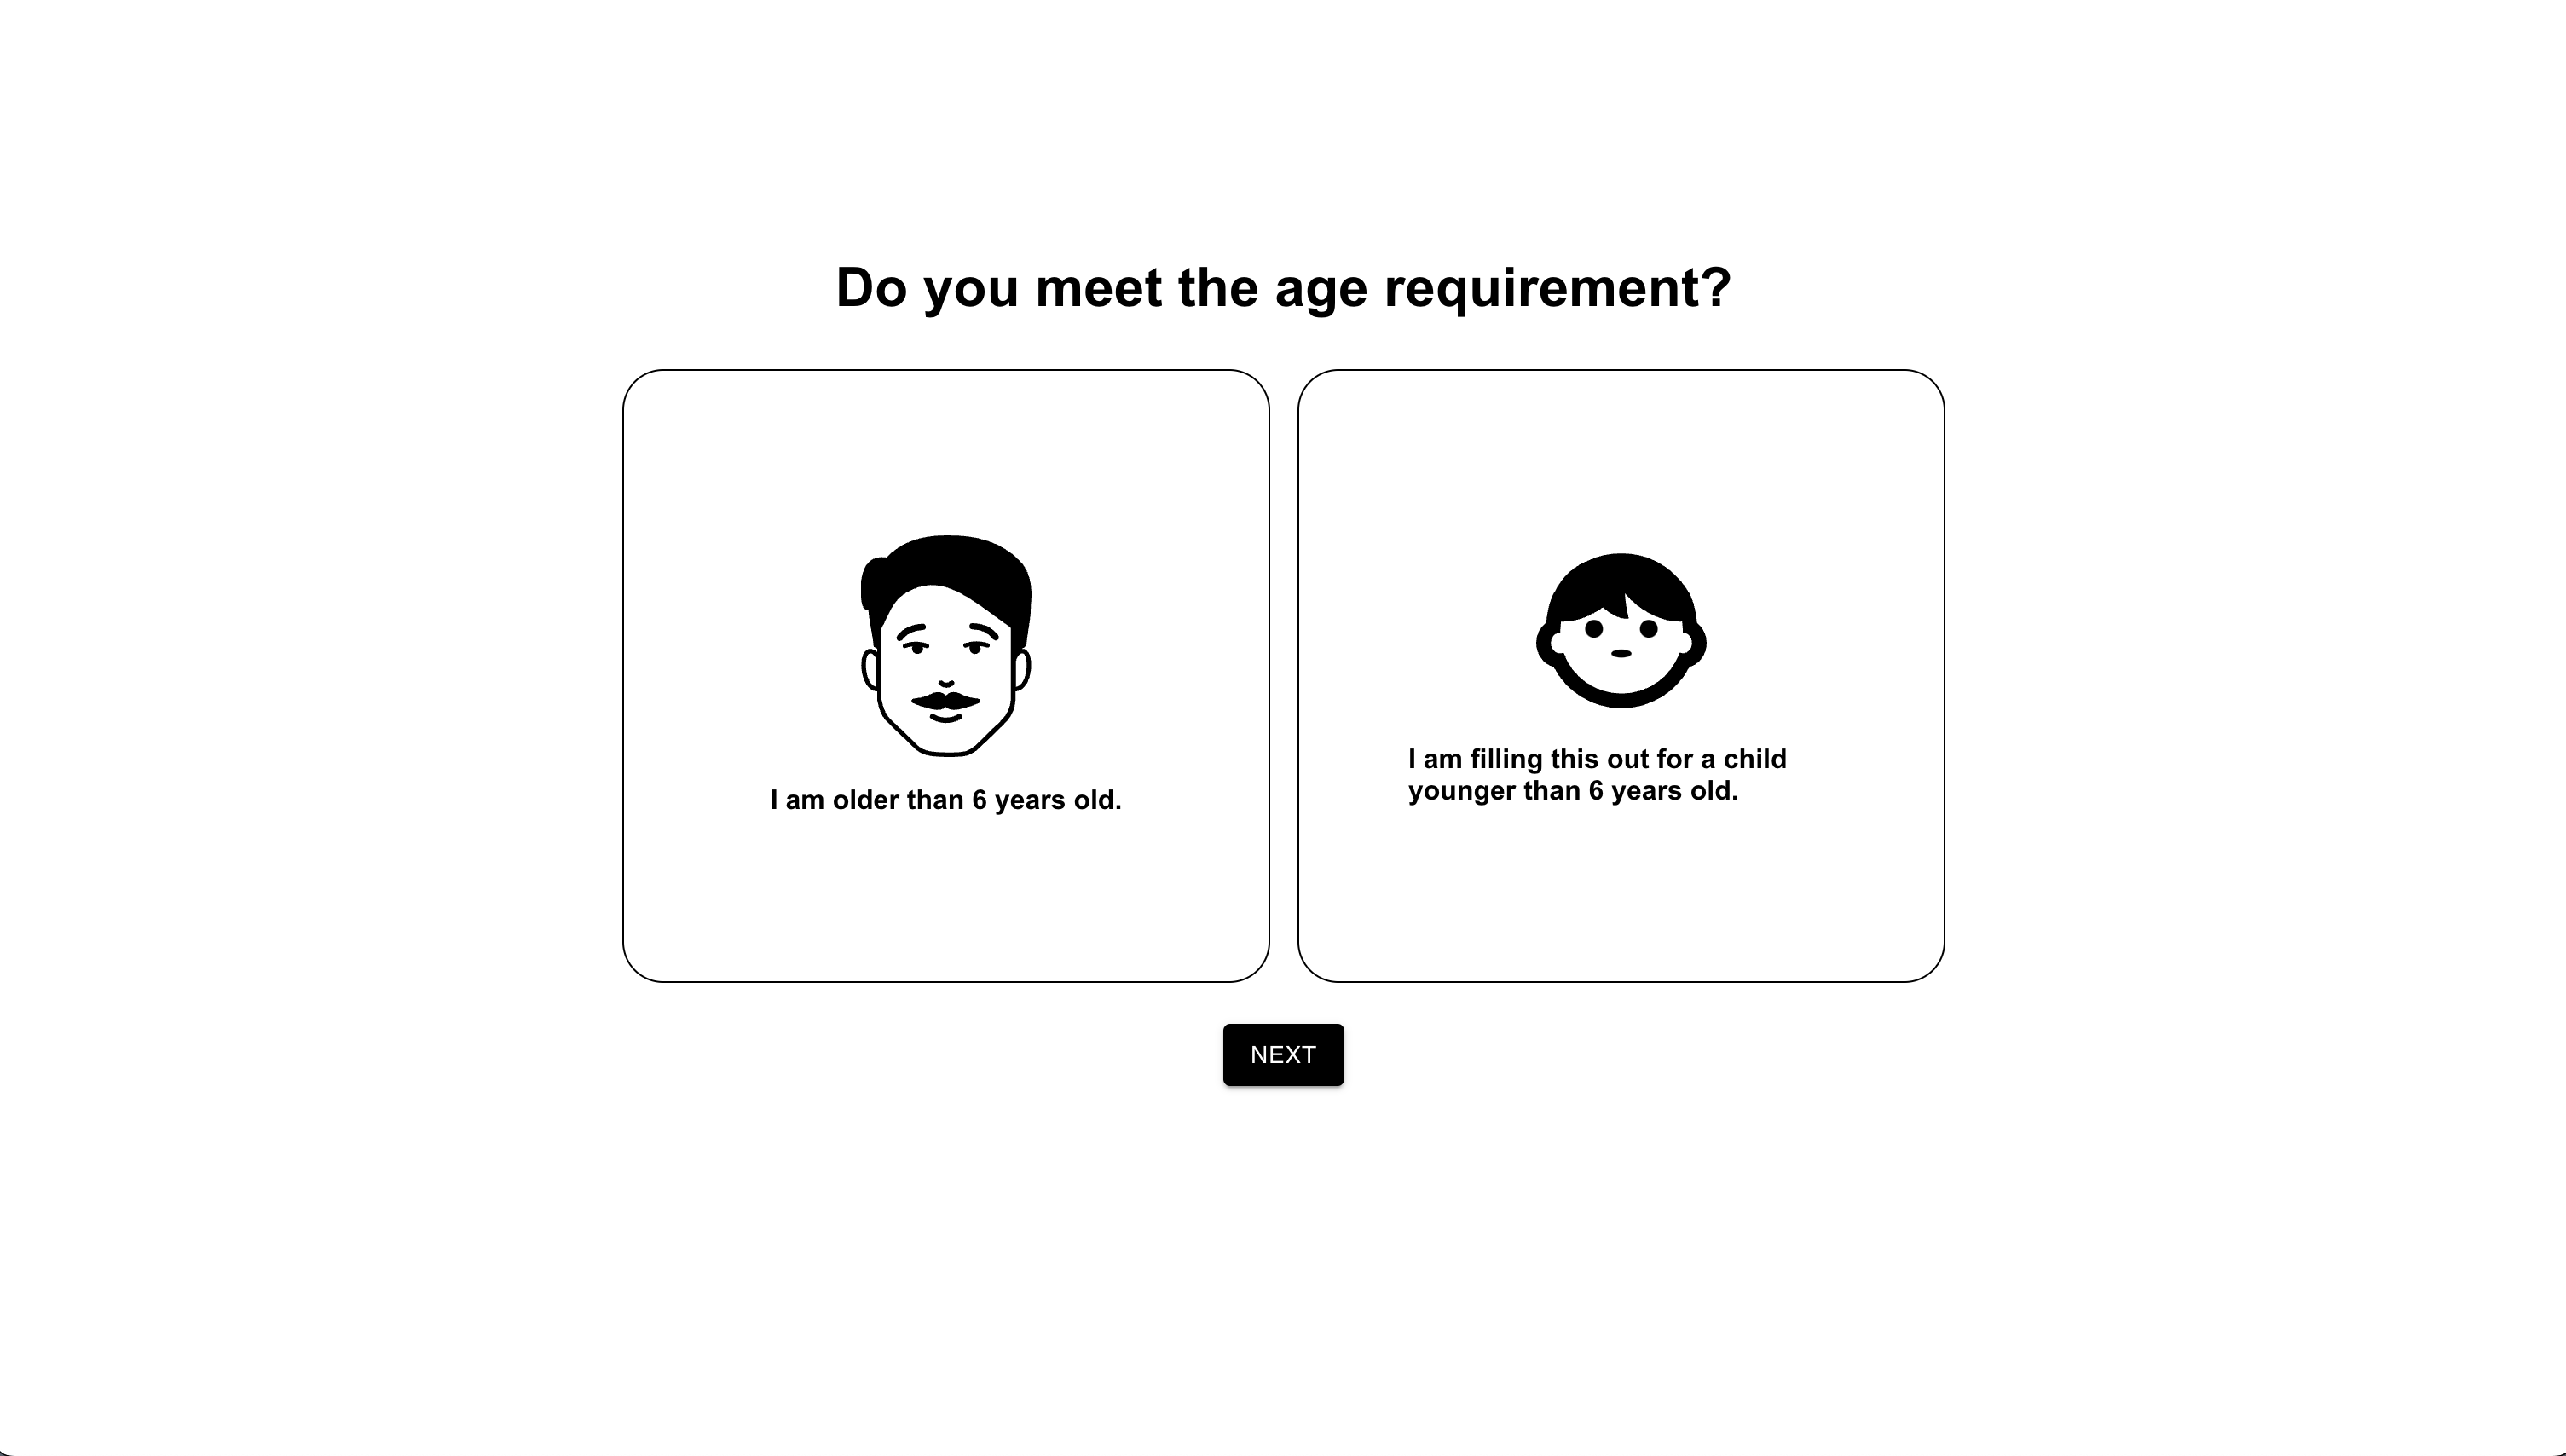 Do you meet the age requirement?
I am older than 6 years old.
I am filling this out for a child
younger than 6 years old.
NEXT